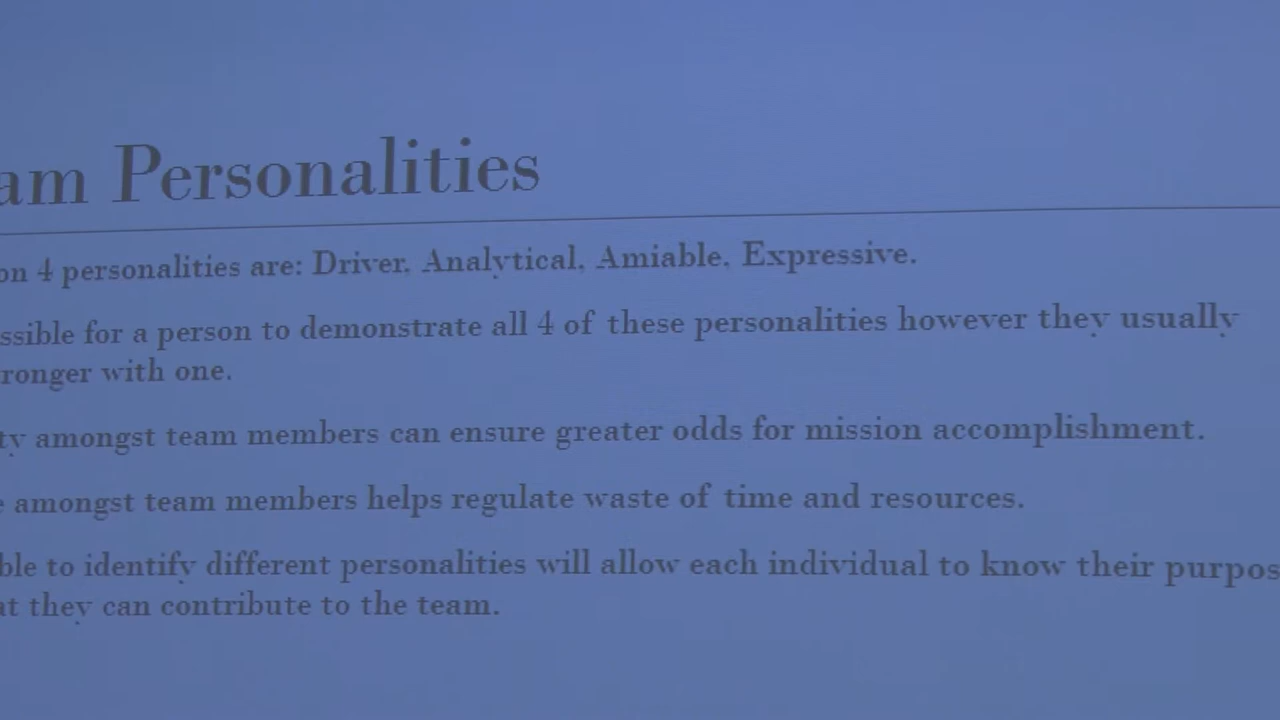 am Personalities
on 4 personalities are: Driver, Analytical, Amiable, Expressive.
ssible for a person to demonstrate all 4 of these personalities however they usually
ronger with one.
ty amongst team members can ensure greater odds for mission accomplishment.
e amongst team members helps regulate waste of time and resources.
ble to identify different personalities will allow each individual to know their purpos
at they can contribute to the team.